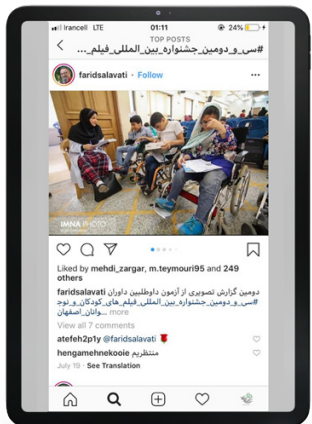 Irancell LTE 01:11 24%
TOP POSTS
#سی_و_دومین_جشنواره_بین_المللی_فیلم_...
faridsalavati · Follow
IMNA PHOTO
Liked by mehdi_zargar, m.teymouri95 and 249
others
faridsalavati دومین گزارش تصویری از آزمون داوطلبین داوران
#سی_و_دومین_جشنواره_بین_المللی_فیلم_های_کودکان_و_نوج
وانان_اصفهان... more
View all 7 comments
atefeh2p1y @faridsalavati
hengamehnekooie منتظریم
July 19 · See Translation